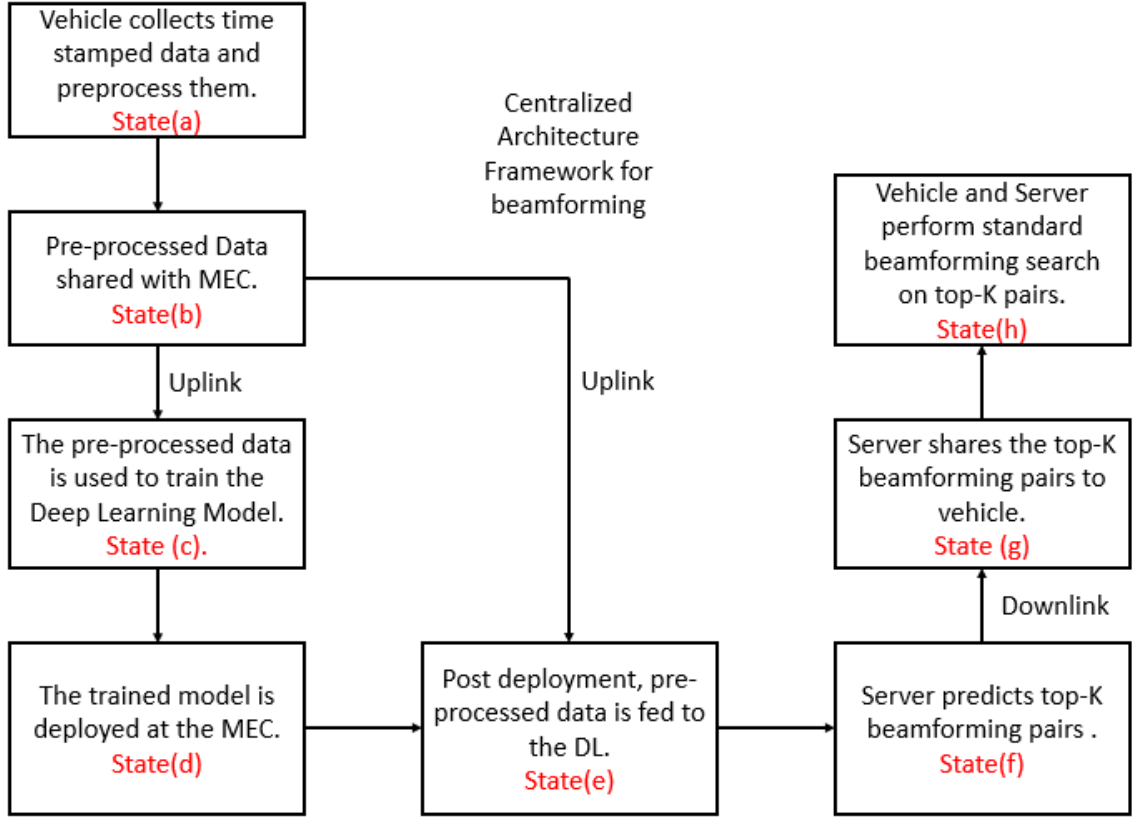 Vehicle collects time
stamped data and
preprocess them.
State(a)
Centralized
Architecture
Framework for
beamforming
Pre-processed Data
shared with MEC.
State(b)
Uplink
Uplink
The pre-processed data
is used to train the
Deep Learning Model.
State (c).
The trained model is
deployed at the MEC.
State(d)
Post deployment, pre-
processed data is fed to
the DL.
State(e)
Server predicts top-K
beamforming pairs .
State(f)
Downlink
Server shares the top-K
beamforming pairs to
vehicle.
State (g)
Vehicle and Server
perform standard
beamforming search
on top-K pairs.
State(h)